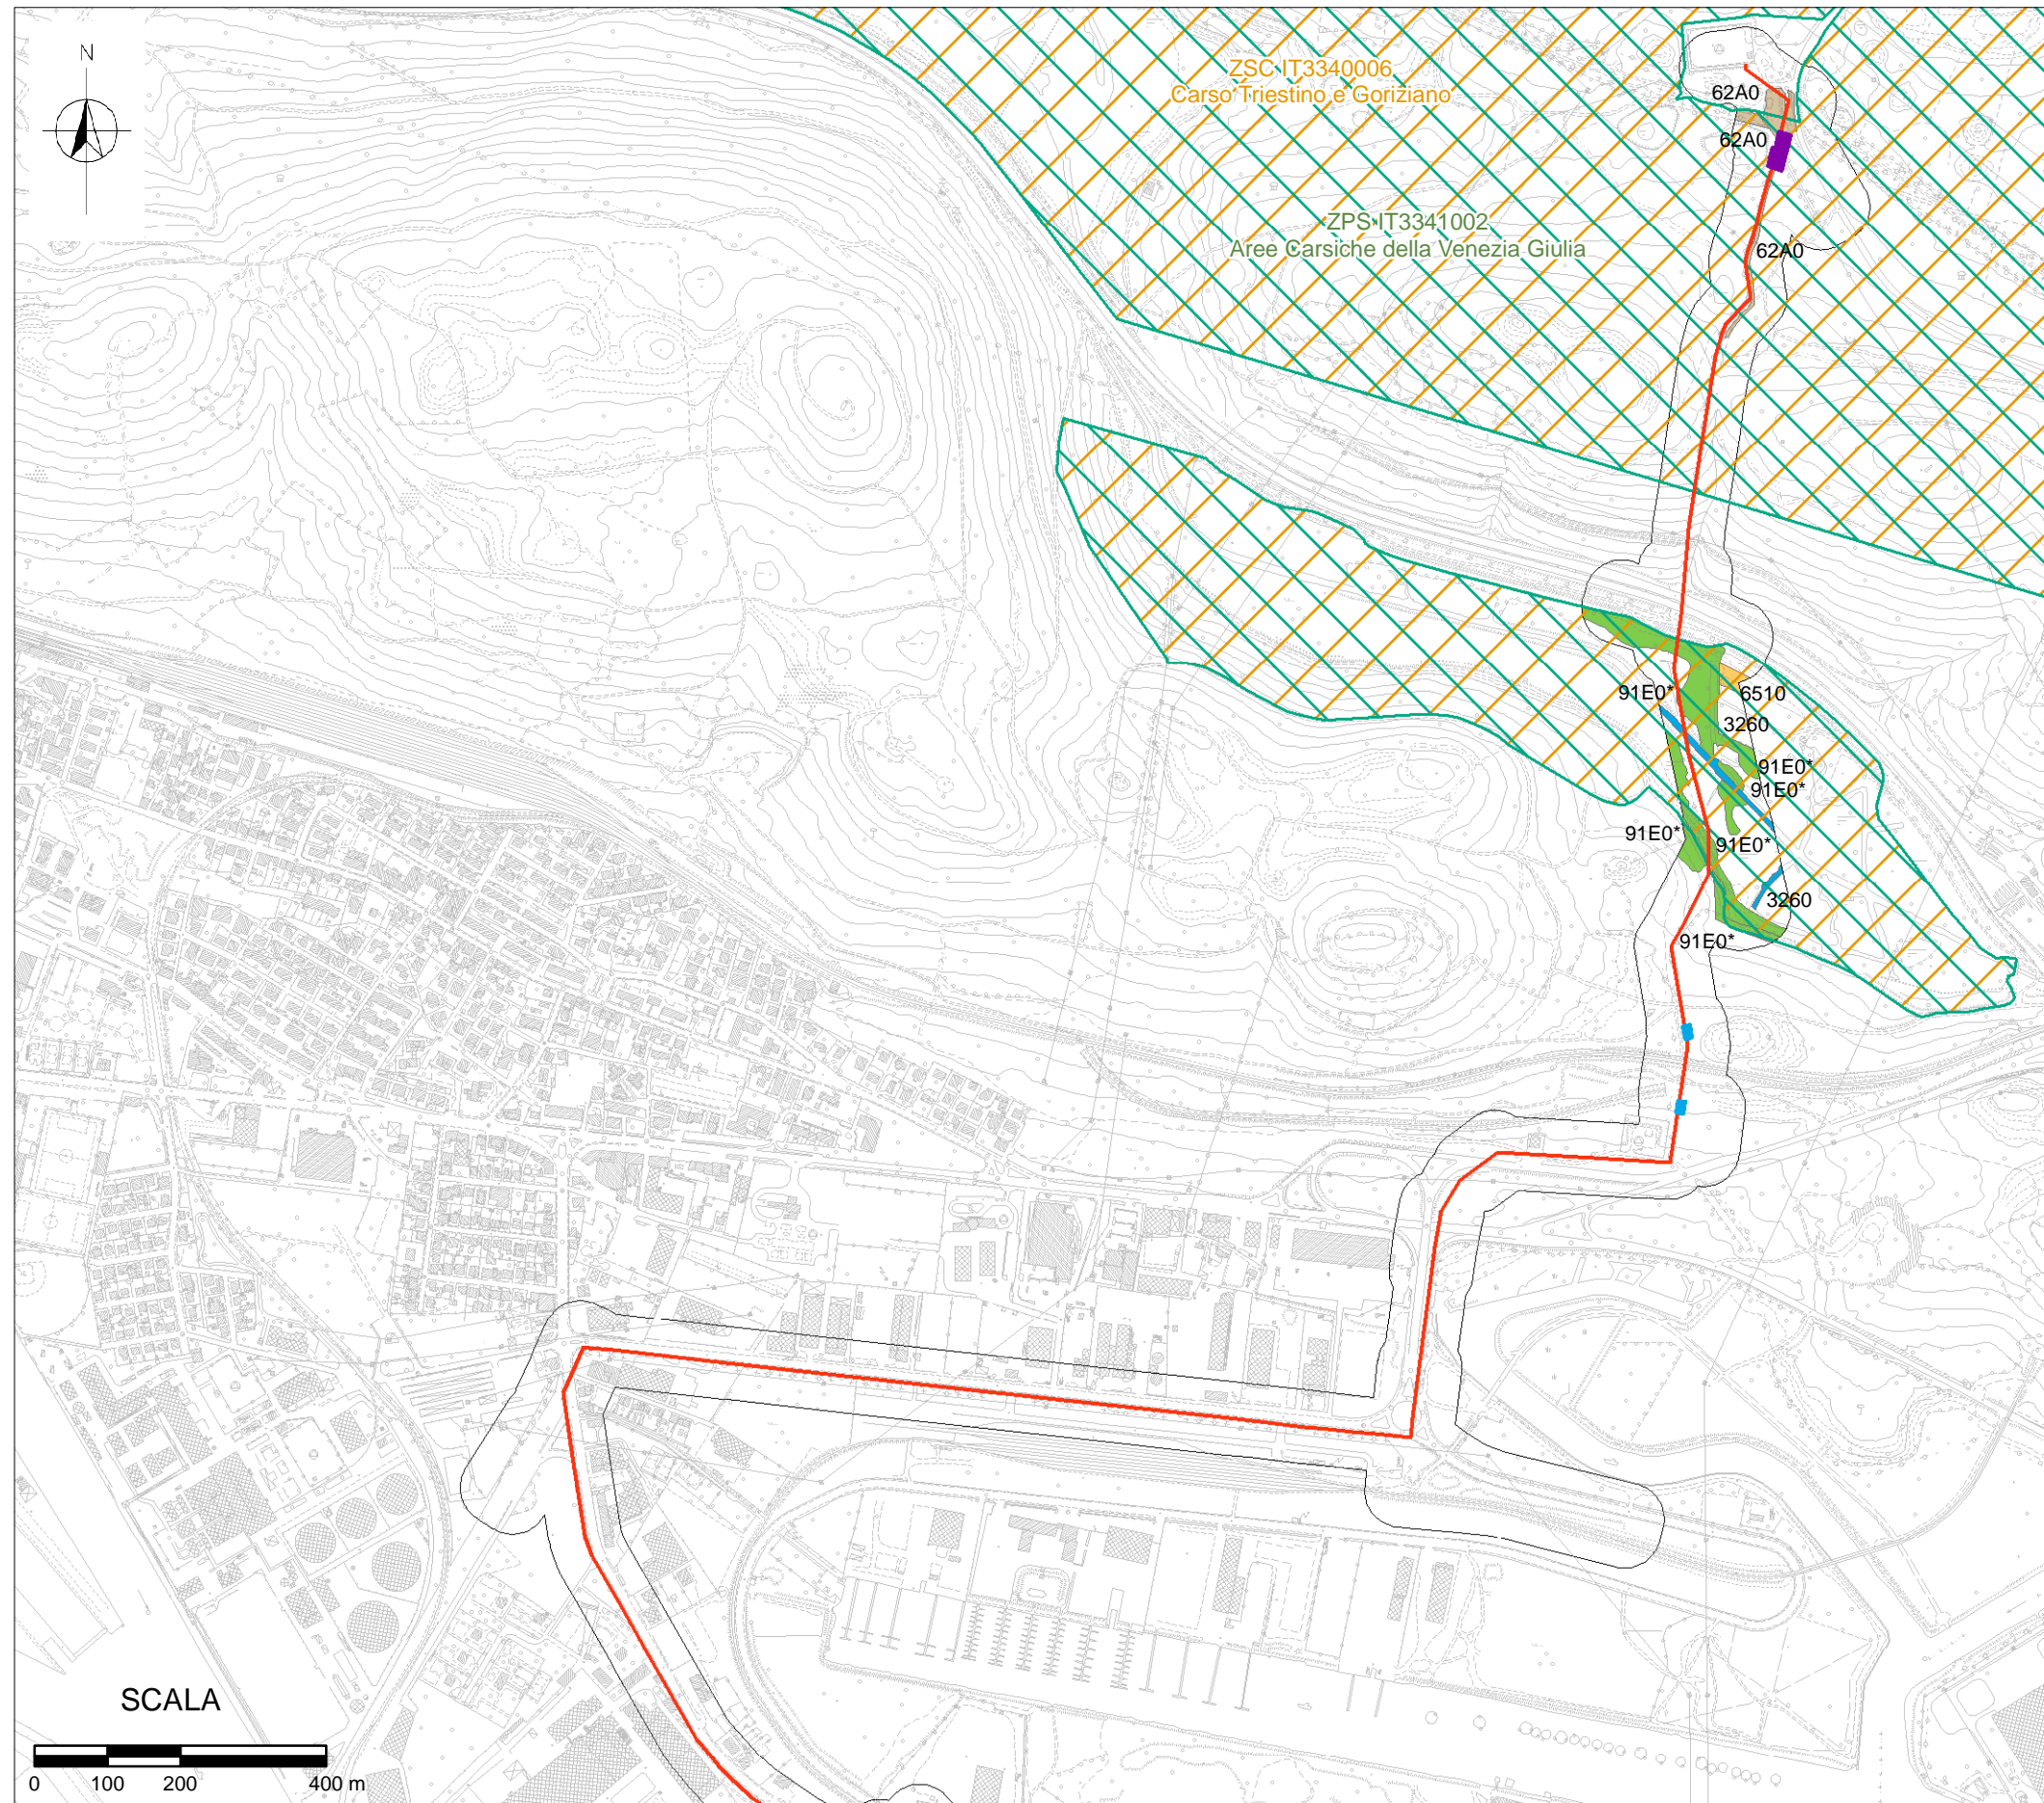 N
ZSC IT3340006
Carso Triestino e Goriziano
62A0
62A0
ZPS IT3341002
Aree Carsiche della Venezia Giulia
62A0
91E0*
6510
3260
91E0*
91E0*
91E0*
91E0*
3260
91E0*
SCALA
0 100 200 400 m